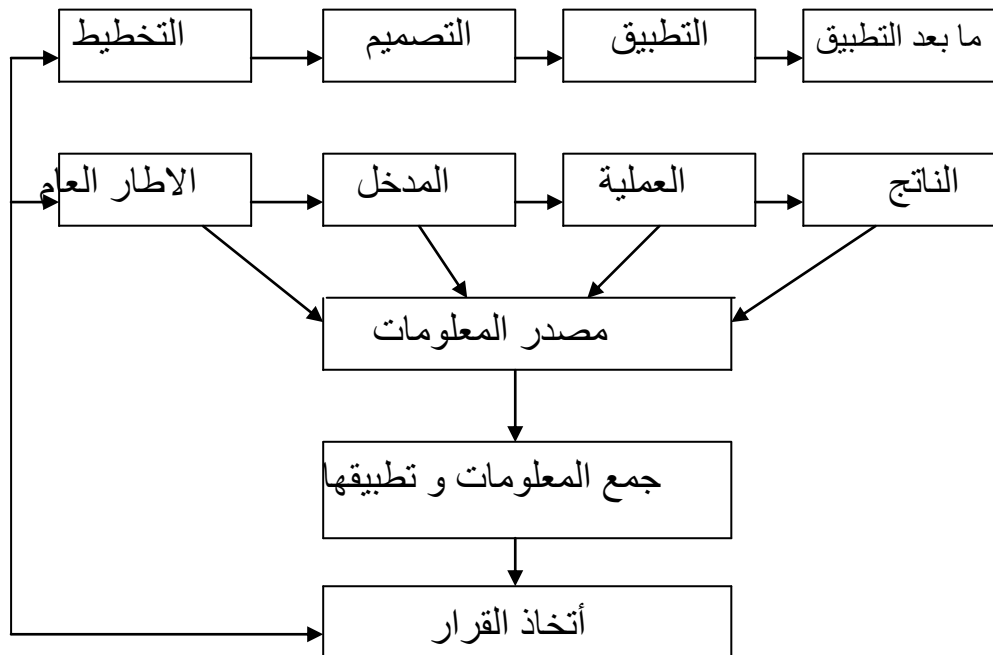 التخطيط
التصميم
التطبيق
ما بعد التطبيق
الاطار العام
المدخل
العملية
الناتج
مصدر المعلومات
جمع المعلومات و تطبيقها
أتخاذ القرار